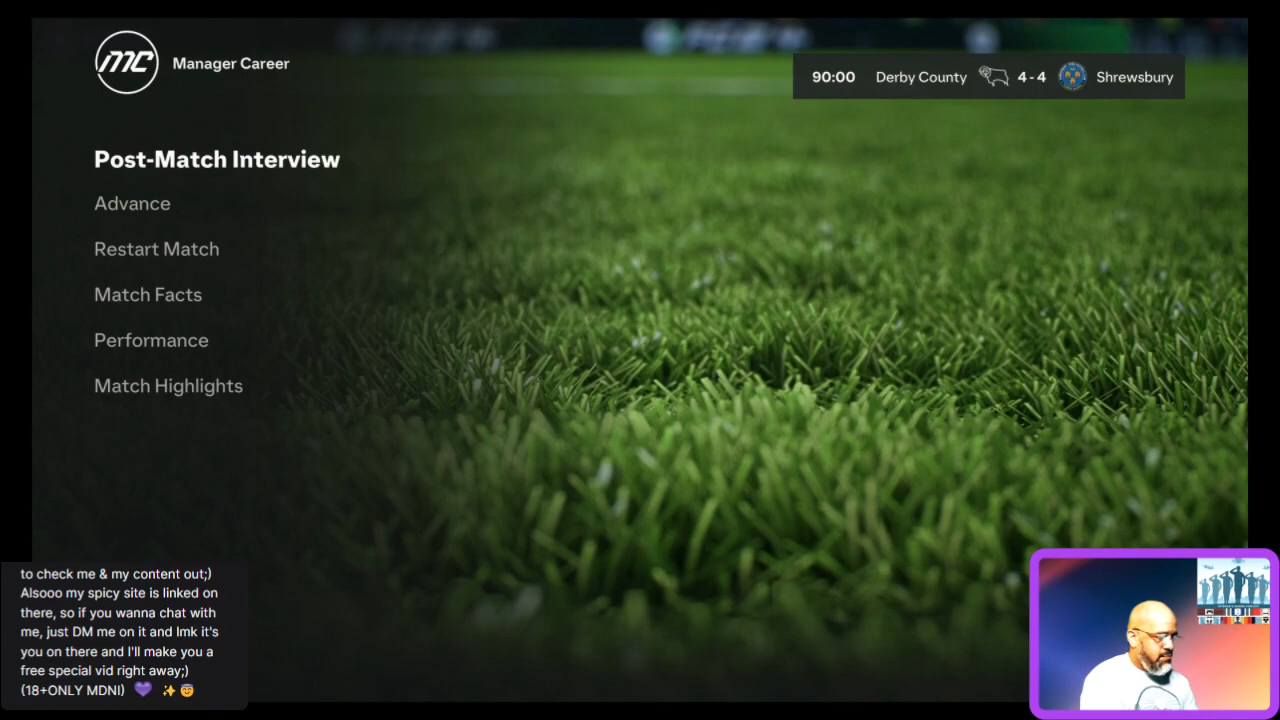 MC Manager Career
90:00 Derby County 4 - 4 Shrewsbury
Post-Match Interview
Advance
Restart Match
Match Facts
Performance
Match Highlights
to check me & my content out;)
Alsooo my spicy site is linked on
there, so if you wanna chat with
me, just DM me on it and lmk it's
you on there and I'll make you a
free special vid right away;)
(18+ONLY MDNI) 💜 ✨😇